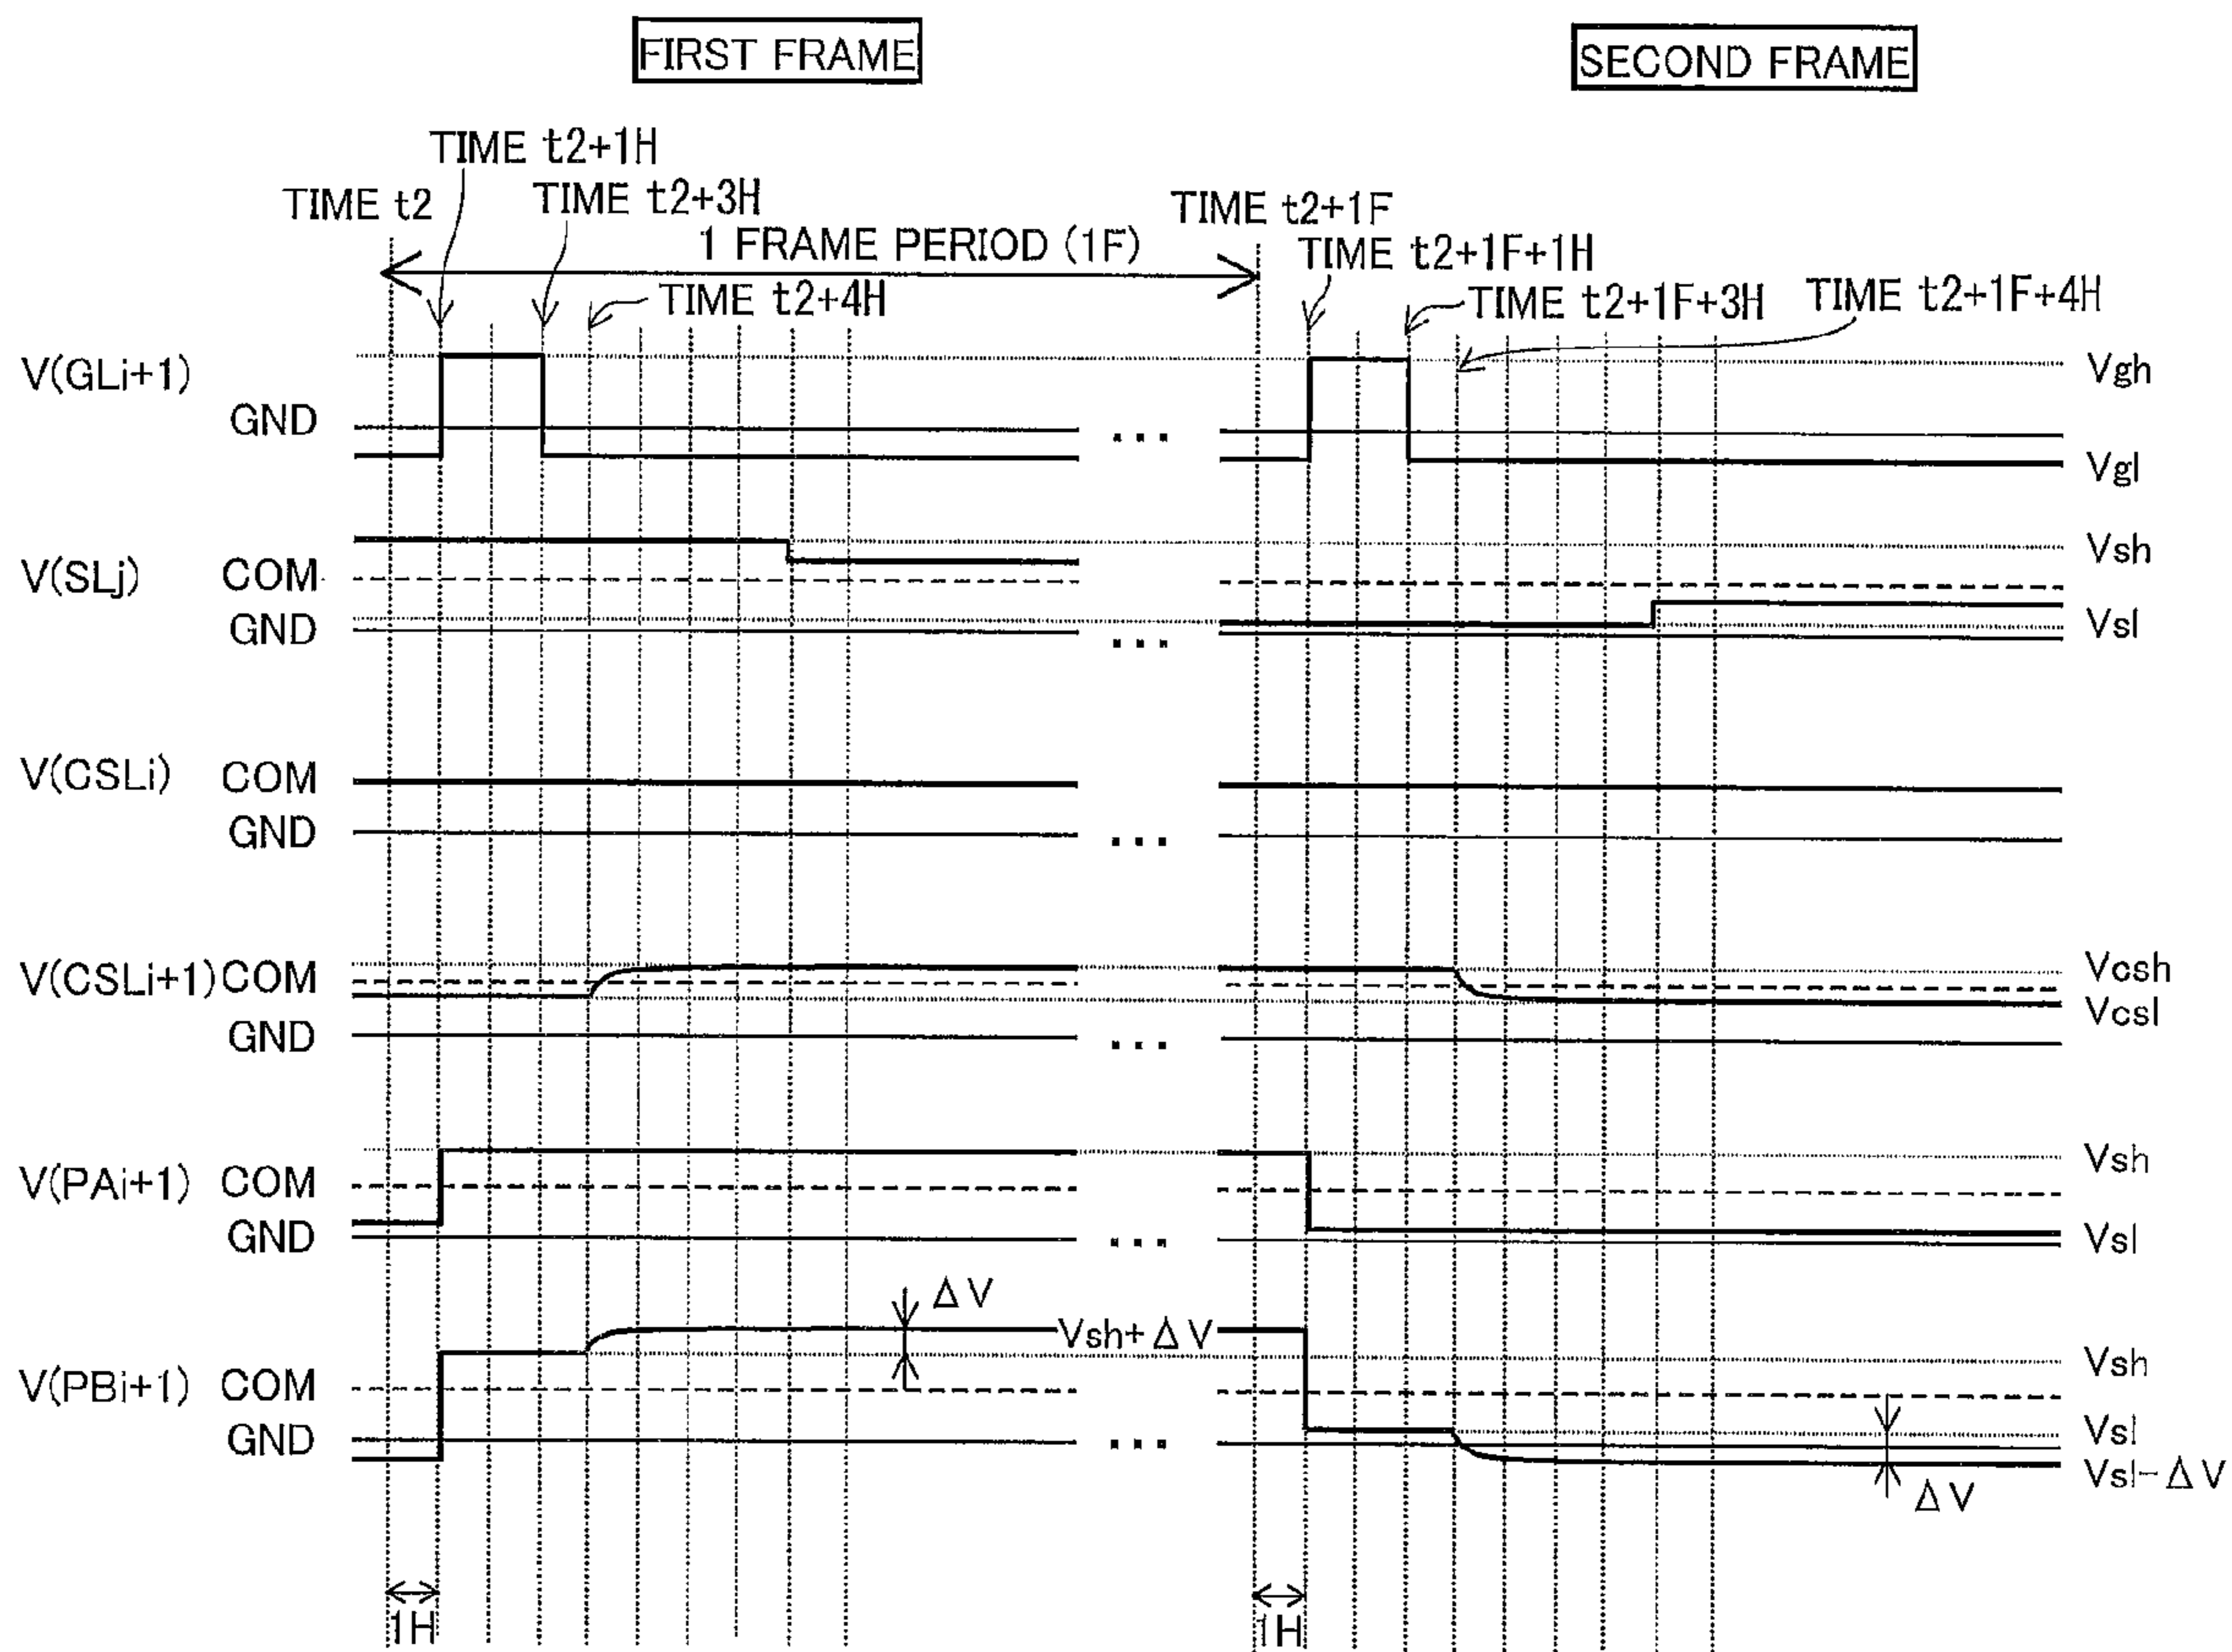 FIRST FRAME
SECOND FRAME
TIME t2+1H
TIME t2
TIME t2+3H
TIME t2+1F
1 FRAME PERIOD (1F)
TIME t2+1F+1H
TIME t2+4H
TIME t2+1F+3H
TIME t2+1F+4H
V(GLi+1)
GND
...
Vgh
Vgl
V(SLj)
COM
GND
...
Vsh
Vsl
V(CSLi)
COM
GND
...
V(CSLi+1)
COM
GND
...
Vcsh
Vcsl
V(PAi+1)
COM
GND
...
Vsh
Vsl
ΔV
Vsh+ΔV
V(PBi+1)
COM
GND
...
Vsh
Vsl
Vsl-ΔV
ΔV
1H
1H